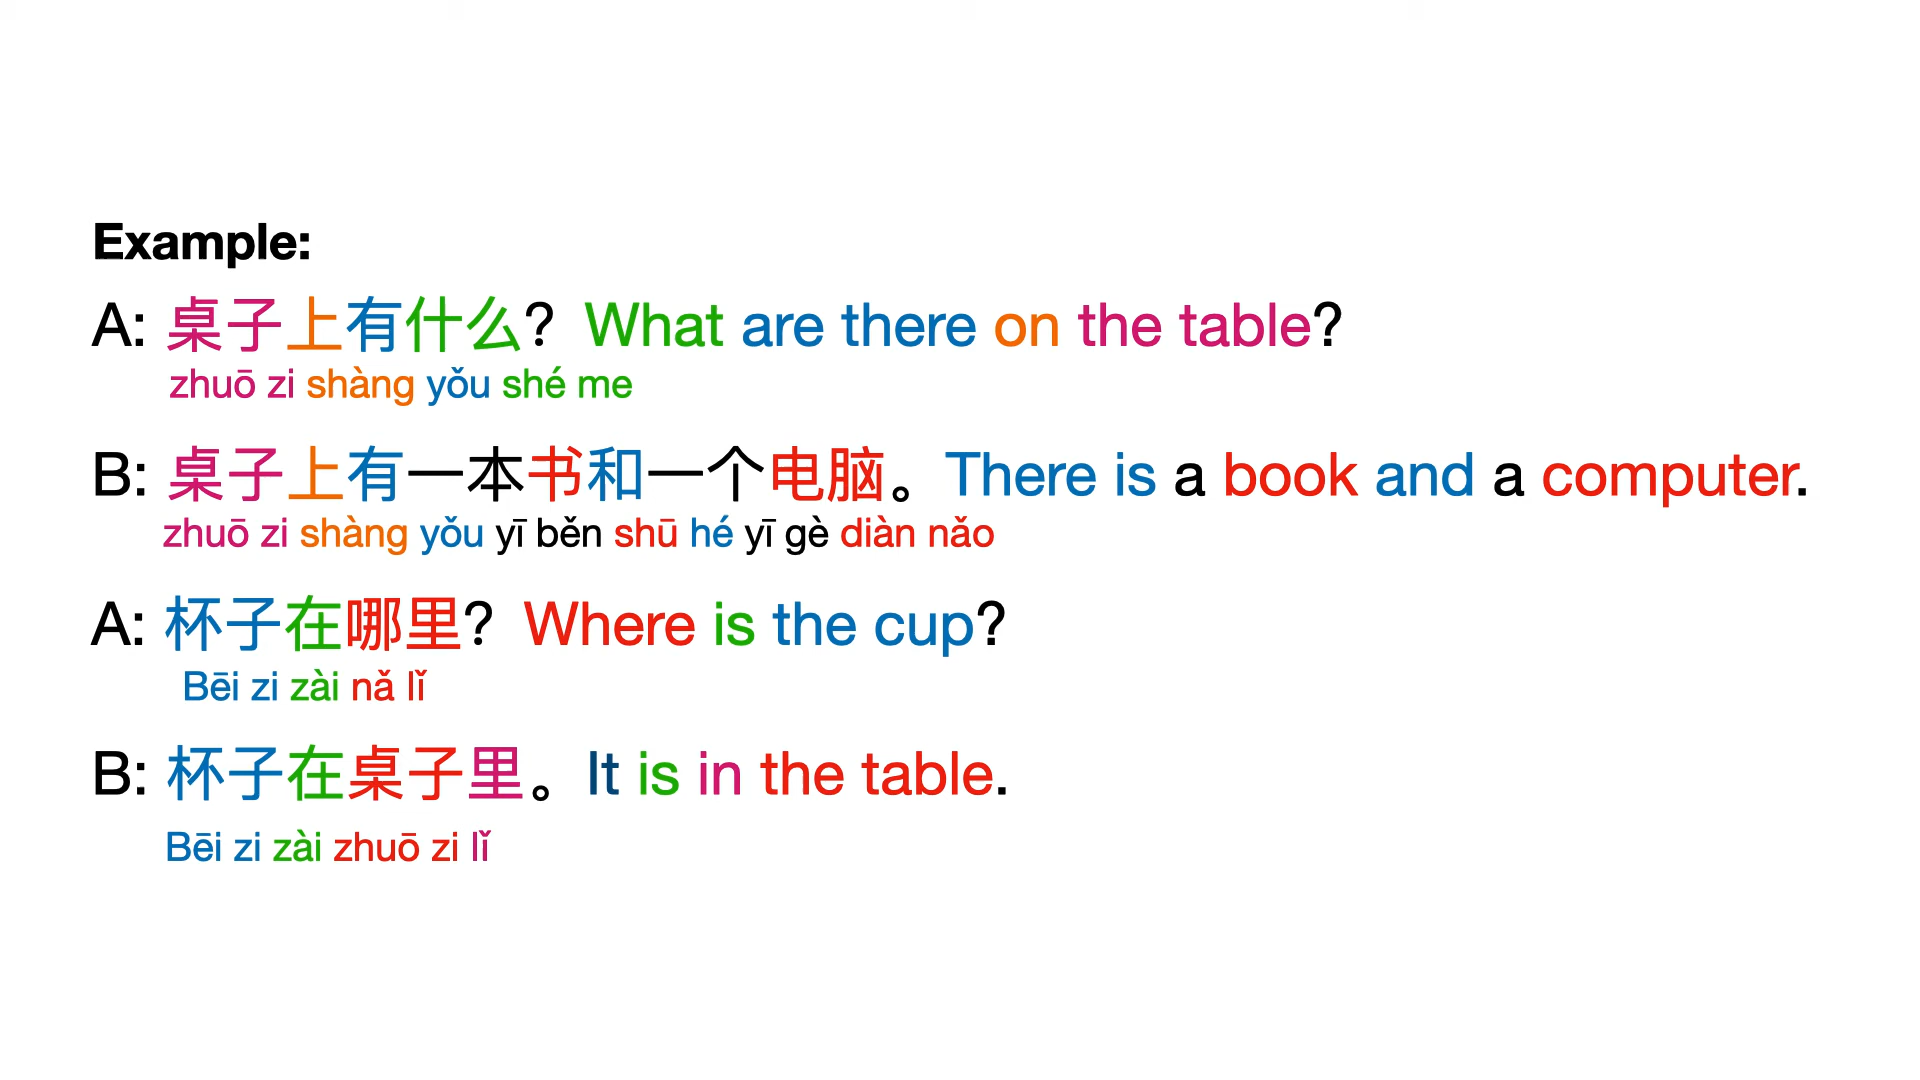 Example:
A: 桌子上有什么？ What are there on the table?
zhuō zi shàng yǒu shé me
B: 桌子上有一本书和一个电脑。There is a book and a computer.
zhuō zi shàng yǒu yī běn shū hé yī gè diàn nǎo
A: 杯子在哪里？ Where is the cup?
Bēi zi zài nǎ lǐ
B: 杯子在桌子里。It is in the table.
Bēi zi zài zhuō zi lǐ